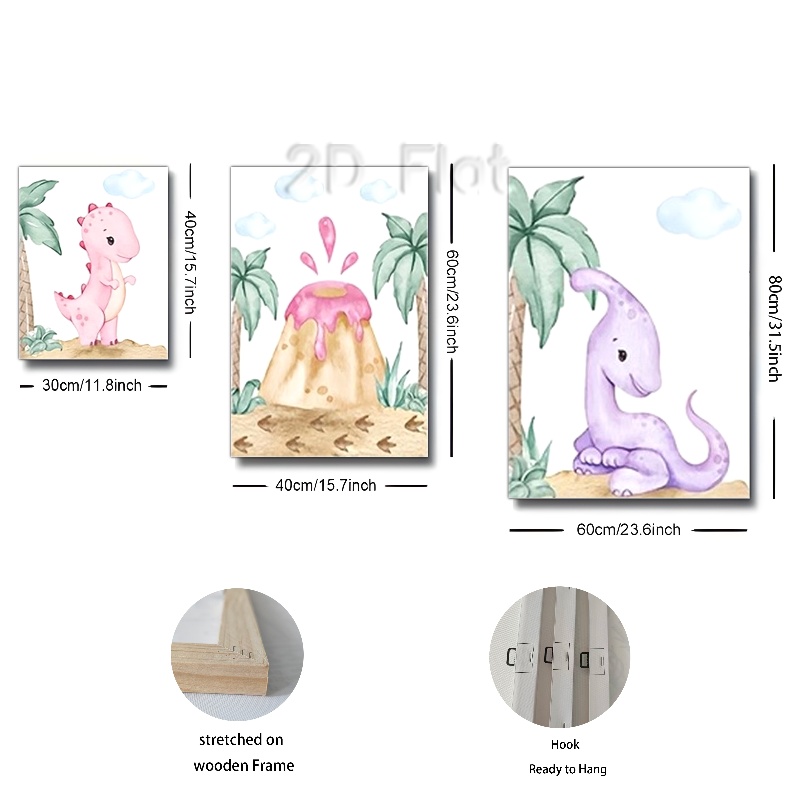 2D Flat
40cm/15.7inch
30cm/11.8inch
60cm/23.6inch
40cm/15.7inch
80cm/31.5inch
60cm/23.6inch
stretched on
wooden Frame
Hook
Ready to Hang